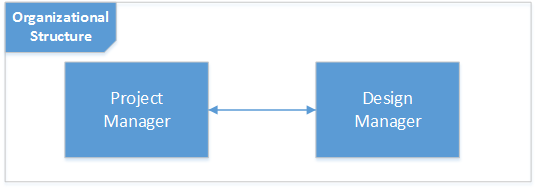 Organizational
Structure
Project
Manager
Design
Manager